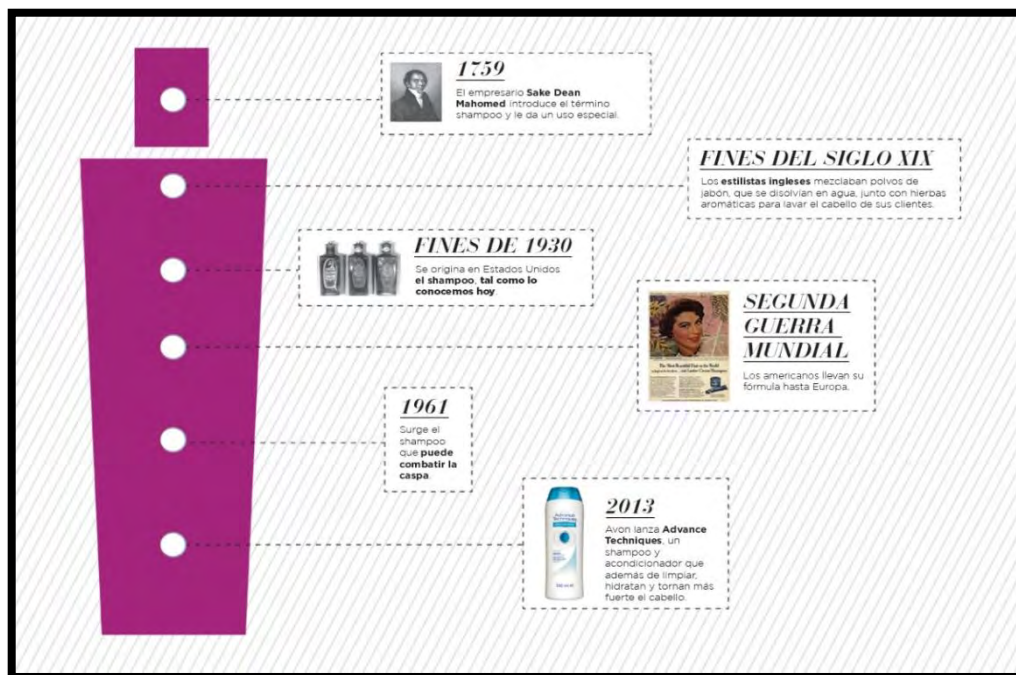 1759
El empresario Sake Dean
Mahomed introduce el término
shampoo y le da un uso especial.
FINES DEL SIGLO XIX
Los estilistas ingleses mezclaban polvos de
jabón, que se disolvían en agua, junto con hierbas
aromáticas para lavar el cabello de sus clientes.
FINES DE 1930
Se origina en Estados Unidos
el shampoo, tal como lo
conocemos hoy.
SEGUNDA
GUERRA
MUNDIAL
Los americanos llevan su
fórmula hasta Europa.
1961
Surge el
shampoo
que puede
combatir la
caspa.
Advance
Techniques
2013
Avon lanza Advance
Techniques, un
shampoo y
acondicionador que
además de limpiar,
hidratan y tornan más
fuerte el cabello.